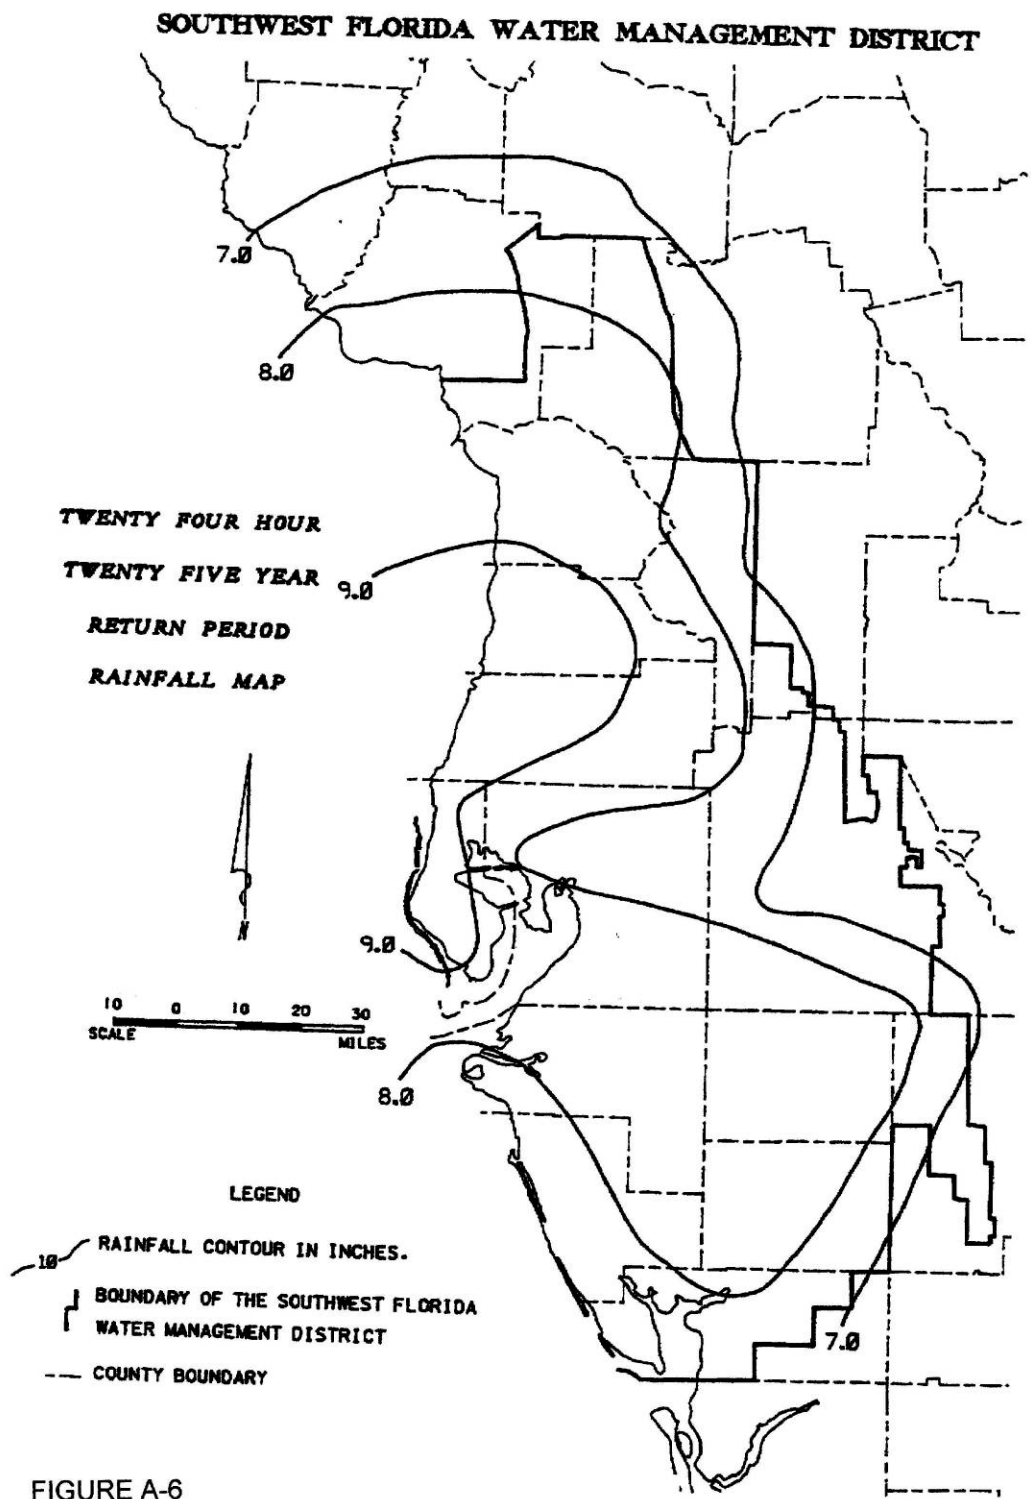 SOUTHWEST FLORIDA WATER MANAGEMENT DISTRICT
7.0
8.0
TWENTY FOUR HOUR
TWENTY FIVE YEAR
RETURN PERIOD
RAINFALL MAP
9.0
N
9.0
10 0 10 20 30
SCALE MILES
8.0
LEGEND
10 RAINFALL CONTOUR IN INCHES.
BOUNDARY OF THE SOUTHWEST FLORIDA
WATER MANAGEMENT DISTRICT
COUNTY BOUNDARY
7.0
FIGURE A-6